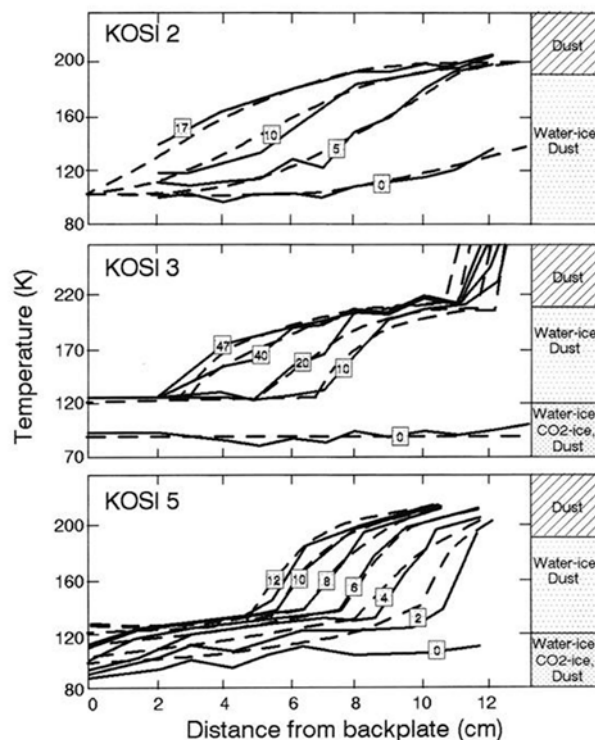 KOSI 2
200
160
120
80
17
10
5
0
Dust
Water-ice
Dust
KOSI 3
220
170
120
70
47
40
20
10
0
Dust
Water-ice
Dust
Water-ice
CO2-ice,
Dust
Temperature (K)
KOSI 5
200
160
120
80
12
10
8
6
4
2
0
Dust
Water-ice
Dust
Water-ice
CO2-ice,
Dust
0 2 4 6 8 10 12
Distance from backplate (cm)